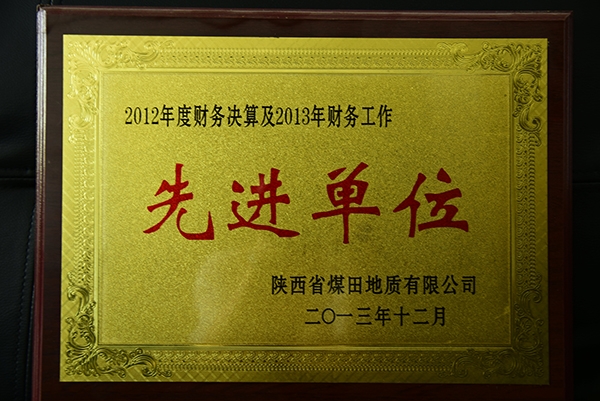 2012年度财务决算及2013年财务工作
先进单位
陕西省煤田地质有限公司
二〇一三年十二月